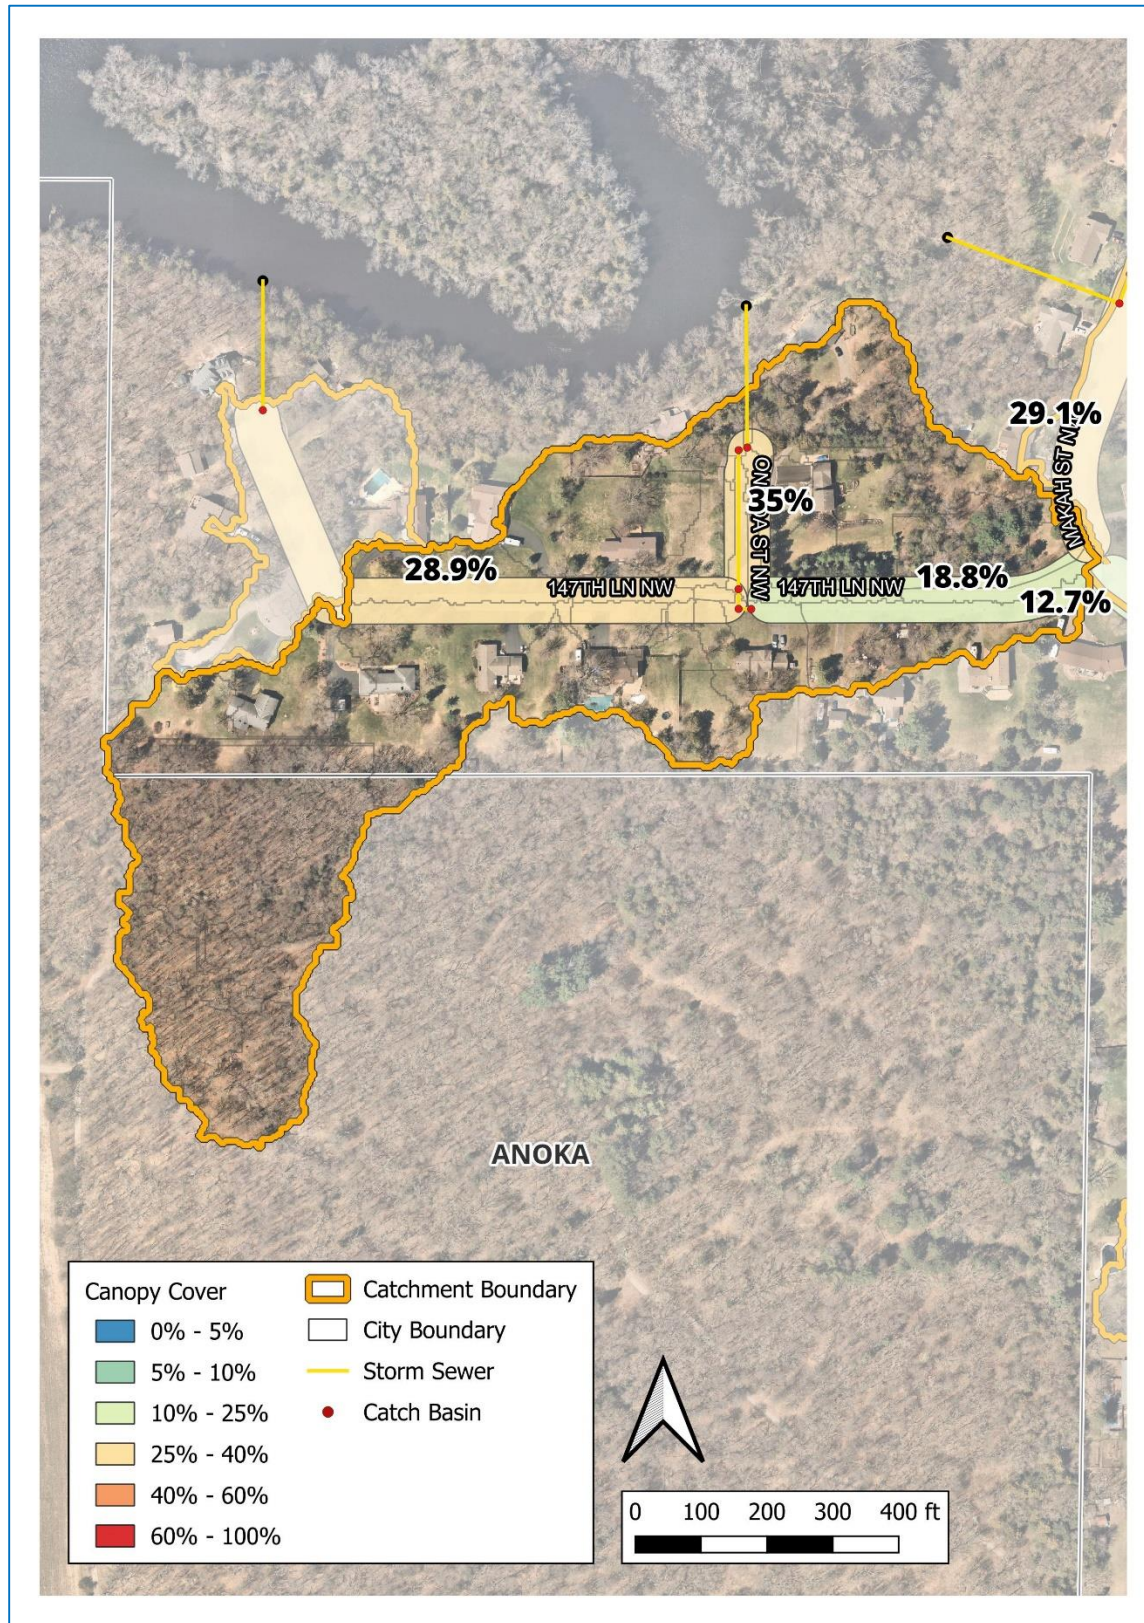 29.1%
MAKAH ST N
35%
ON
DA ST NW
28.9%
147TH LN NW
147TH LN NW
18.8%
12.7%
ANOKA
Canopy Cover
0% - 5%
5% - 10%
10% - 25%
25% - 40%
40% - 60%
60% - 100%
Catchment Boundary
City Boundary
Storm Sewer
Catch Basin
0 100 200 300 400 ft